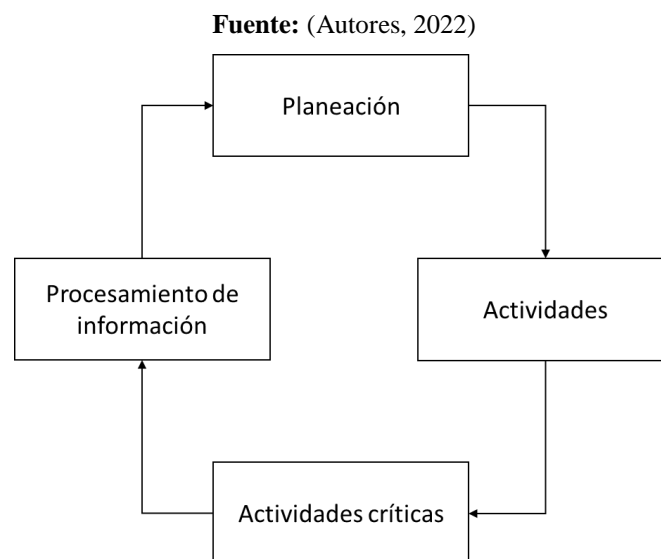 Fuente: (Autores, 2022)
Planeación
Procesamiento de
información
Actividades
Actividades críticas